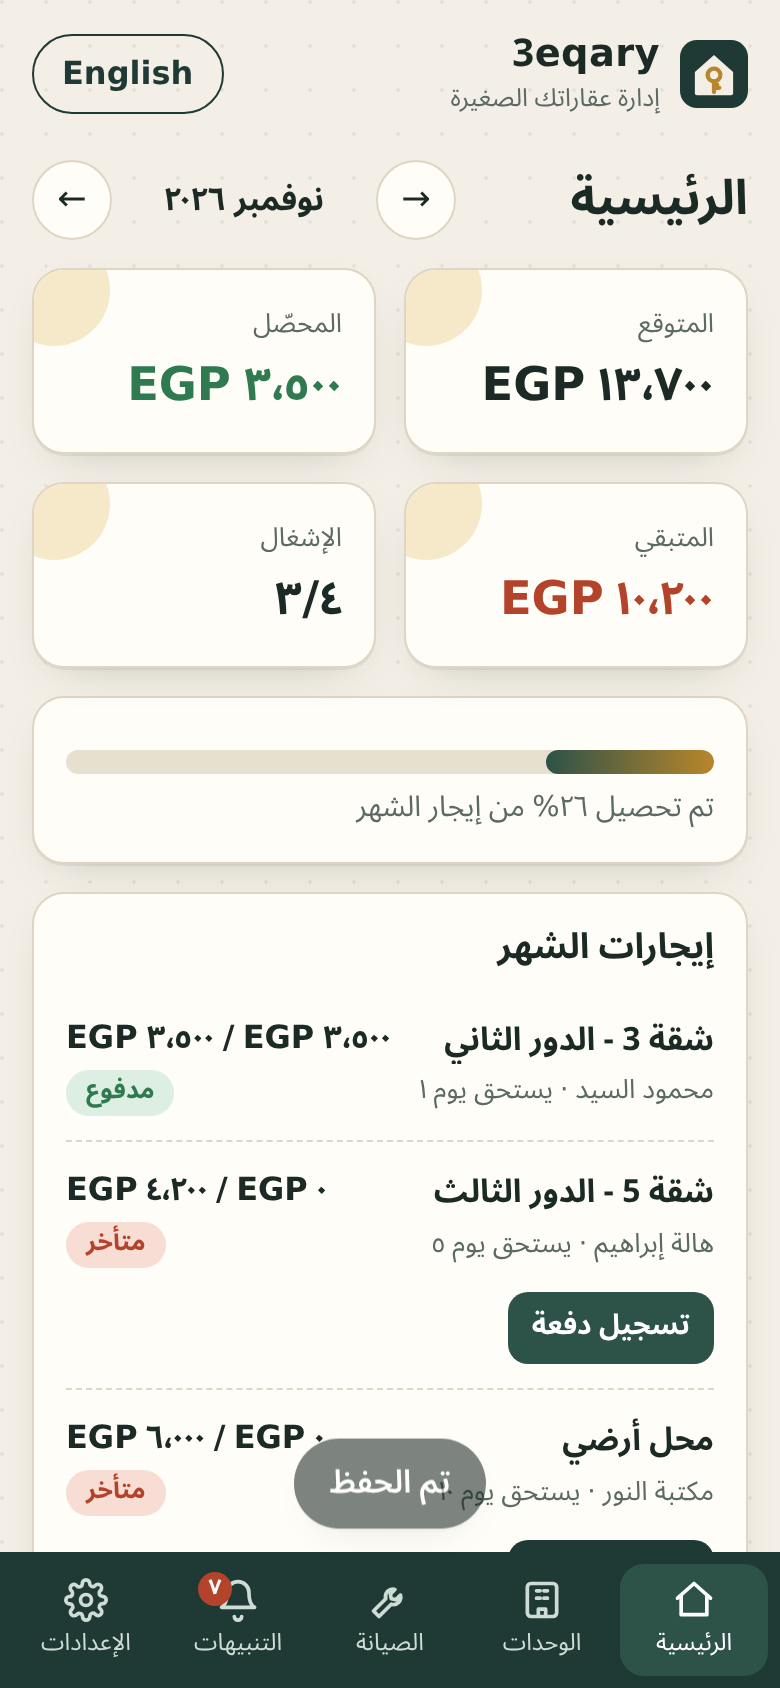 3eqary
إدارة عقاراتك الصغيرة
English
الرئيسية
→
نوفمبر ٢٠٢٦
←
المتوقع
EGP ١٣،٧٠٠
المحصّل
EGP ٣،٥٠٠
المتبقي
EGP ١٠،٢٠٠
الإشغال
٣/٤
تم تحصيل ٢٦% من إيجار الشهر
إيجارات الشهر
شقة 3 - الدور الثاني
EGP ٣،٥٠٠ / EGP ٣،٥٠٠
محمود السيد · يستحق يوم ١
مدفوع
شقة 5 - الدور الثالث
EGP ٤،٢٠٠ / EGP ٠
هالة إبراهيم · يستحق يوم ٥
متأخر
تسجيل دفعة
محل أرضي
EGP ٦،٠٠٠ / EGP ٠
مكتبة النور · يستحق يوم
متأخر
تم الحفظ
الرئيسية
الوحدات
الصيانة
٧
التنبيهات
الإعدادات